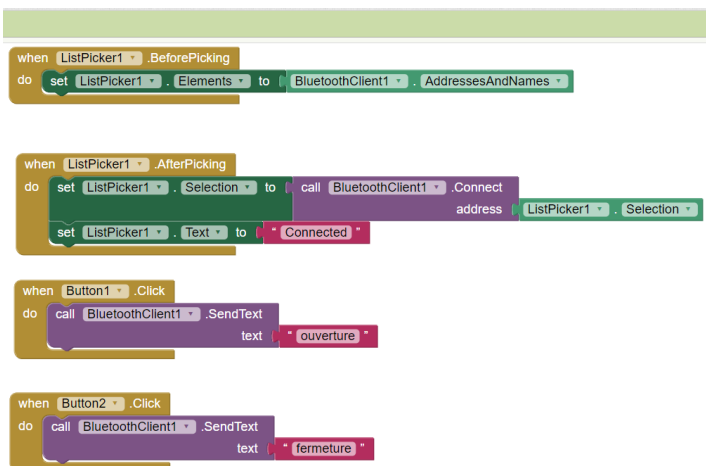 when ListPicker1 .BeforePicking
do set ListPicker1 . Elements to BluetoothClient1 . AddressesAndNames
when ListPicker1 .AfterPicking
do set ListPicker1 . Selection to call BluetoothClient1 .Connect
address ListPicker1 . Selection
set ListPicker1 . Text to " Connected "
when Button1 .Click
do call BluetoothClient1 .SendText
text " ouverture "
when Button2 .Click
do call BluetoothClient1 .SendText
text " fermeture "